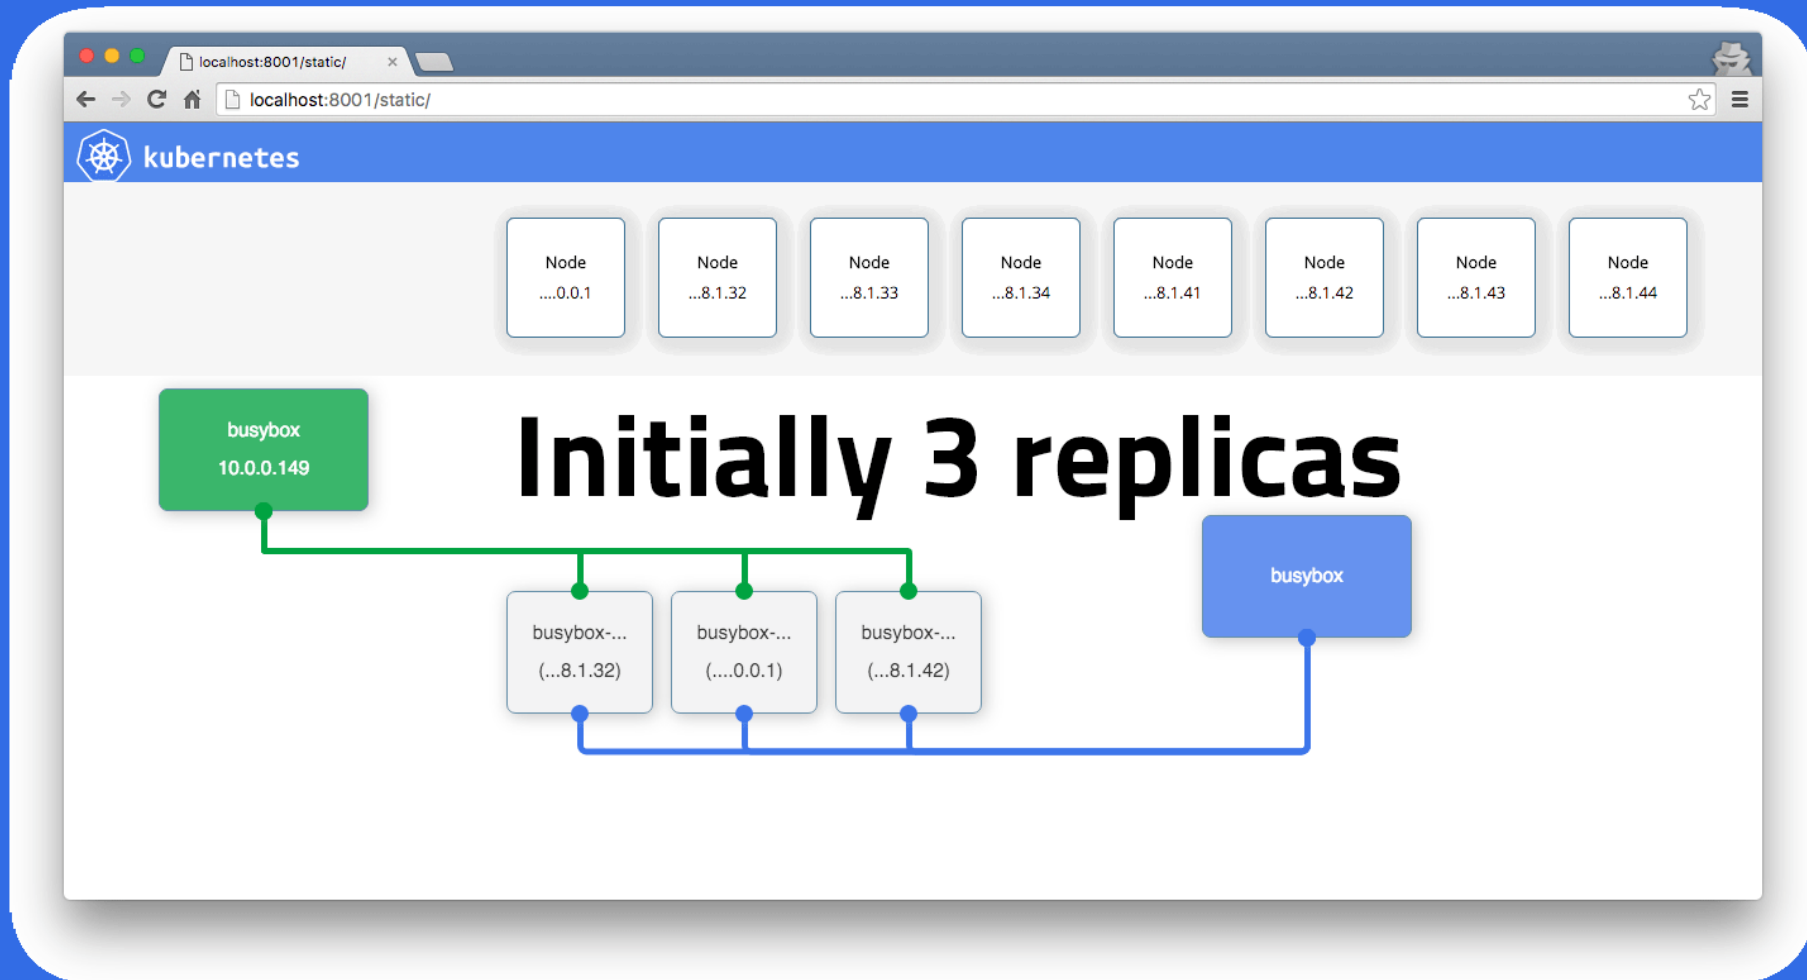 localhost:8001/static/
localhost:8001/static/
kubernetes
Node
....0.0.1
Node
...8.1.32
Node
...8.1.33
Node
...8.1.34
Node
...8.1.41
Node
...8.1.42
Node
...8.1.43
Node
...8.1.44
busybox
10.0.0.149
Initially 3 replicas
busybox
busybox-...
(...8.1.32)
busybox-...
(....0.0.1)
busybox-...
(...8.1.42)